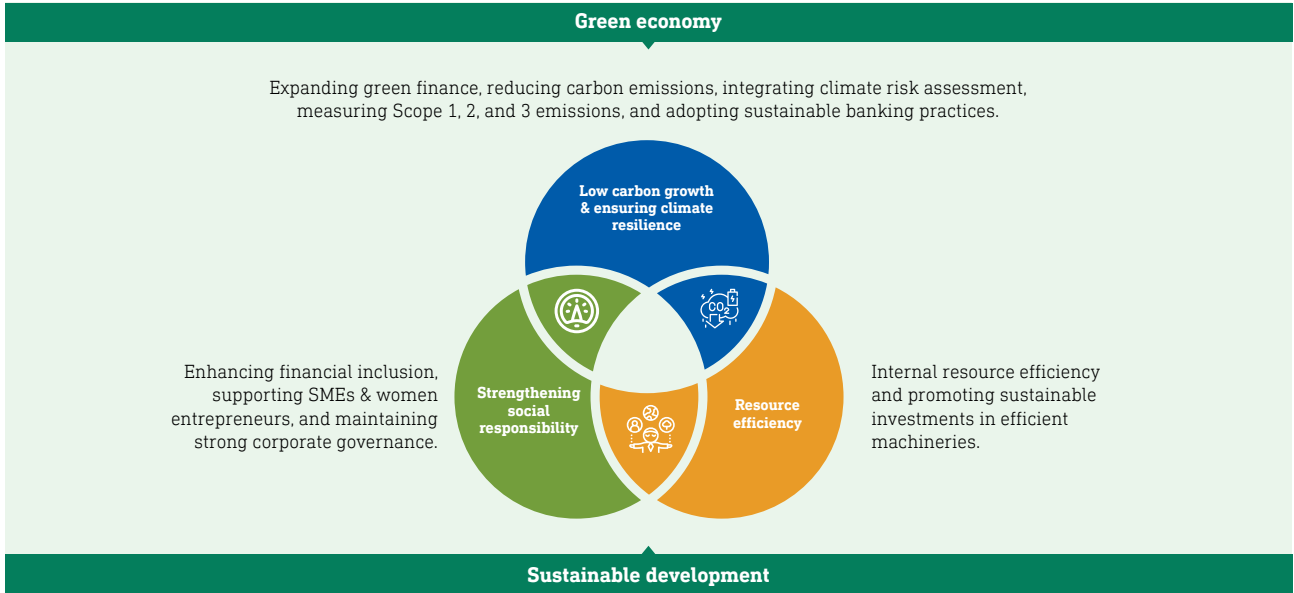 Green economy
Expanding green finance, reducing carbon emissions, integrating climate risk assessment,
measuring Scope 1, 2, and 3 emissions, and adopting sustainable banking practices.
Low carbon growth
& ensuring climate
resilience
CO2
Enhancing financial inclusion,
supporting SMEs & women
entrepreneurs, and maintaining
strong corporate governance.
Strengthening
social
responsibility
Resource
efficiency
Internal resource efficiency
and promoting sustainable
investments in efficient
machineries.
Sustainable development